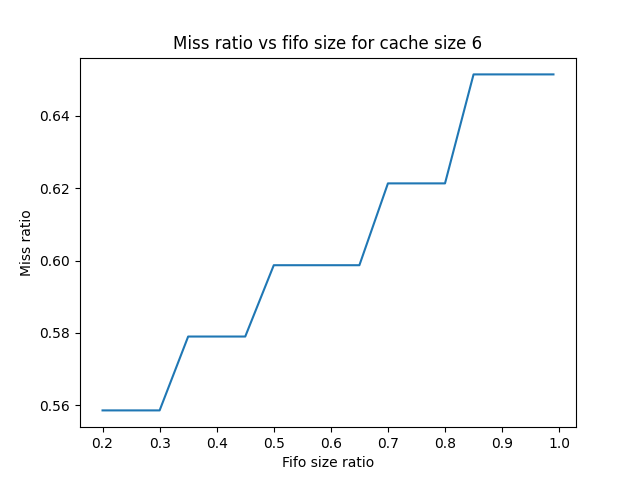 Miss ratio vs fifo size for cache size 6
Miss ratio
0.64
0.62
0.60
0.58
0.56
0.2 0.3 0.4 0.5 0.6 0.7 0.8 0.9 1.0
Fifo size ratio